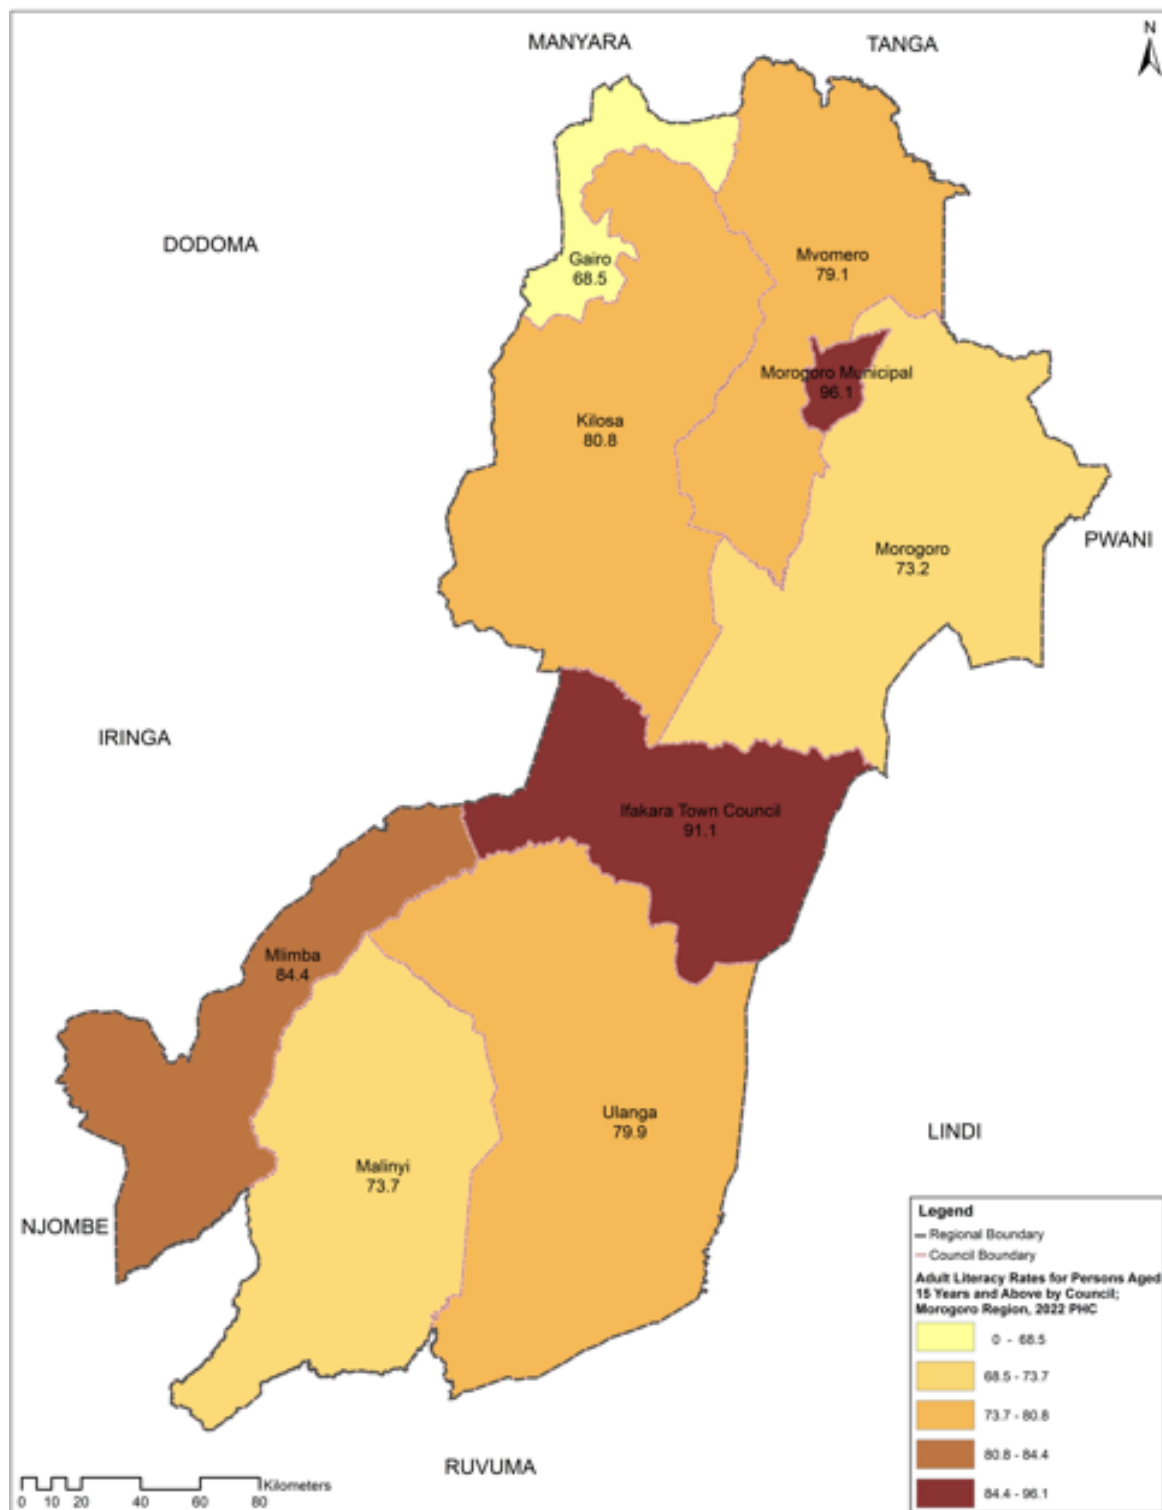 MANYARA
TANGA
N
DODOMA
Gairo
68.5
Mvomero
79.1
Morogoro Municipal
96.1
Kilosa
80.8
Morogoro
73.2
PWANI
IRINGA
Ifakara Town Council
91.1
Mlimba
84.4
Ulanga
79.9
LINDI
Malinyi
73.7
NJOMBE
Legend
Regional Boundary
Council Boundary
Adult Literacy Rates for Persons Aged
15 Years and Above by Council;
Morogoro Region, 2022 PHC
0 - 68.5
68.5 - 73.7
73.7 - 80.8
80.8 - 84.4
84.4 - 96.1
RUVUMA
Kilometers
0 10 20 40 60 80